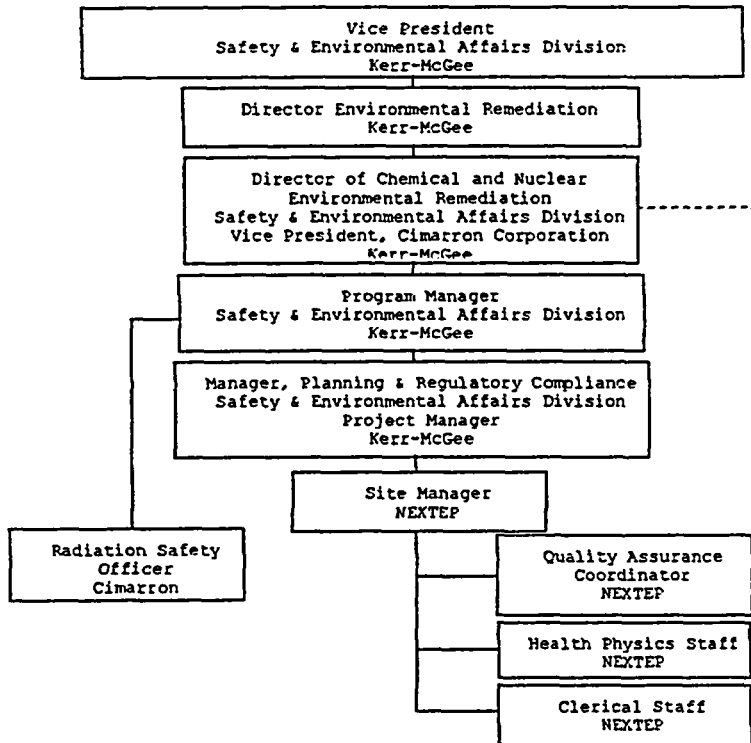 Vice President
Safety & Environmental Affairs Division
Kerr-McGee
Director Environmental Remediation
Kerr-McGee
Director of Chemical and Nuclear
Environmental Remediation
Safety & Environmental Affairs Division
Vice President, Cimarron Corporation
Kerr-McGee
Program Manager
Safety & Environmental Affairs Division
Kerr-McGee
Manager, Planning & Regulatory Compliance
Safety & Environmental Affairs Division
Project Manager
Kerr-McGee
Site Manager
NEXTEP
Radiation Safety
Officer
Cimarron
Quality Assurance
Coordinator
NEXTEP
Health Physics Staff
NEXTEP
Clerical Staff
NEXTEP